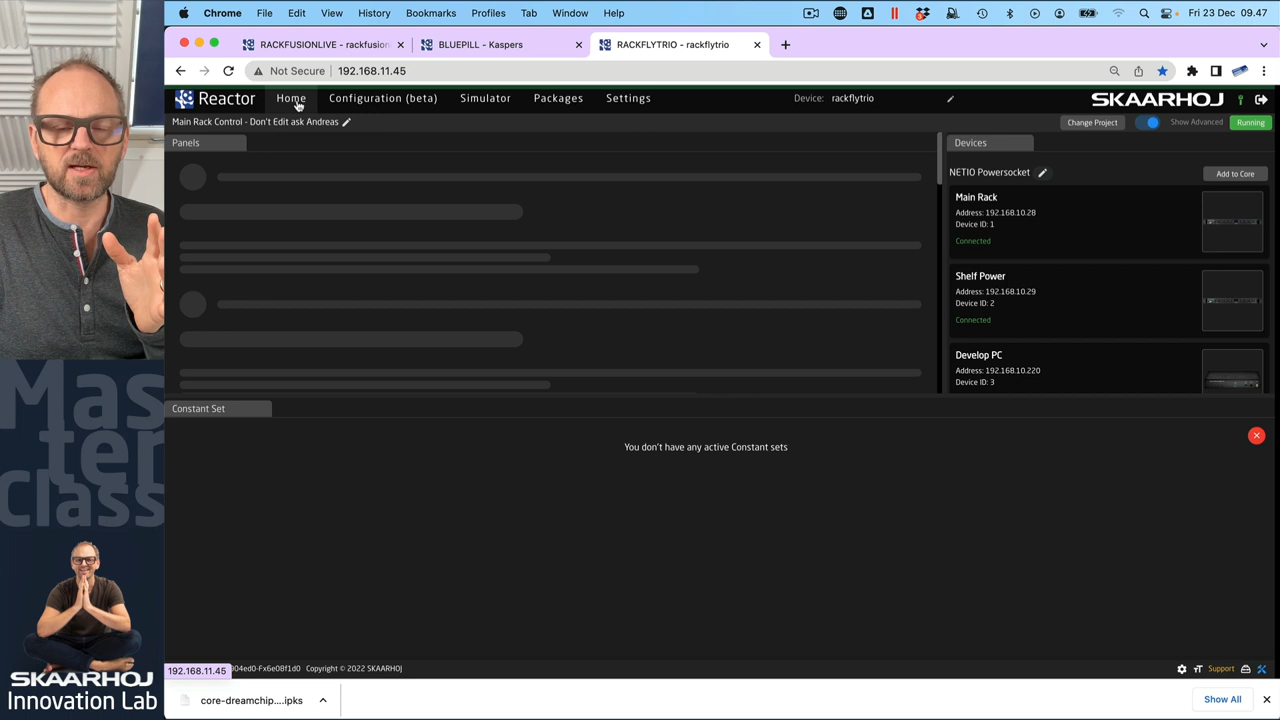 Chrome File Edit View History Bookmarks Profiles Tab Window Help Fri 23 Dec 09.47
RACKFUSIONLIVE - rackfusion
BLUEPILL - Kaspers
RACKFLYTRIO - rackflytrio
Not Secure 192.168.11.45
Reactor Home Configuration (beta) Simulator Packages Settings Device: rackflytrio SKAARHOJ
Main Rack Control - Don't Edit ask Andreas Change Project Show Advanced Running
Panels
Devices
NETIO Powersocket Add to Core
Main Rack
Address: 192.168.10.28
Device ID: 1
Connected
Shelf Power
Address: 192.168.10.29
Device ID: 2
Connected
Develop PC
Address: 192.168.10.220
Device ID: 3
Constant Set
You don't have any active Constant sets
Mas
ter
Class
SKAARHOJ
Innovation Lab
192.168.11.45
304ed0-Fx6e08f1d0 Copyright © 2022 SKAARHOJ
Support
core-dreamchip....ipks
Show All